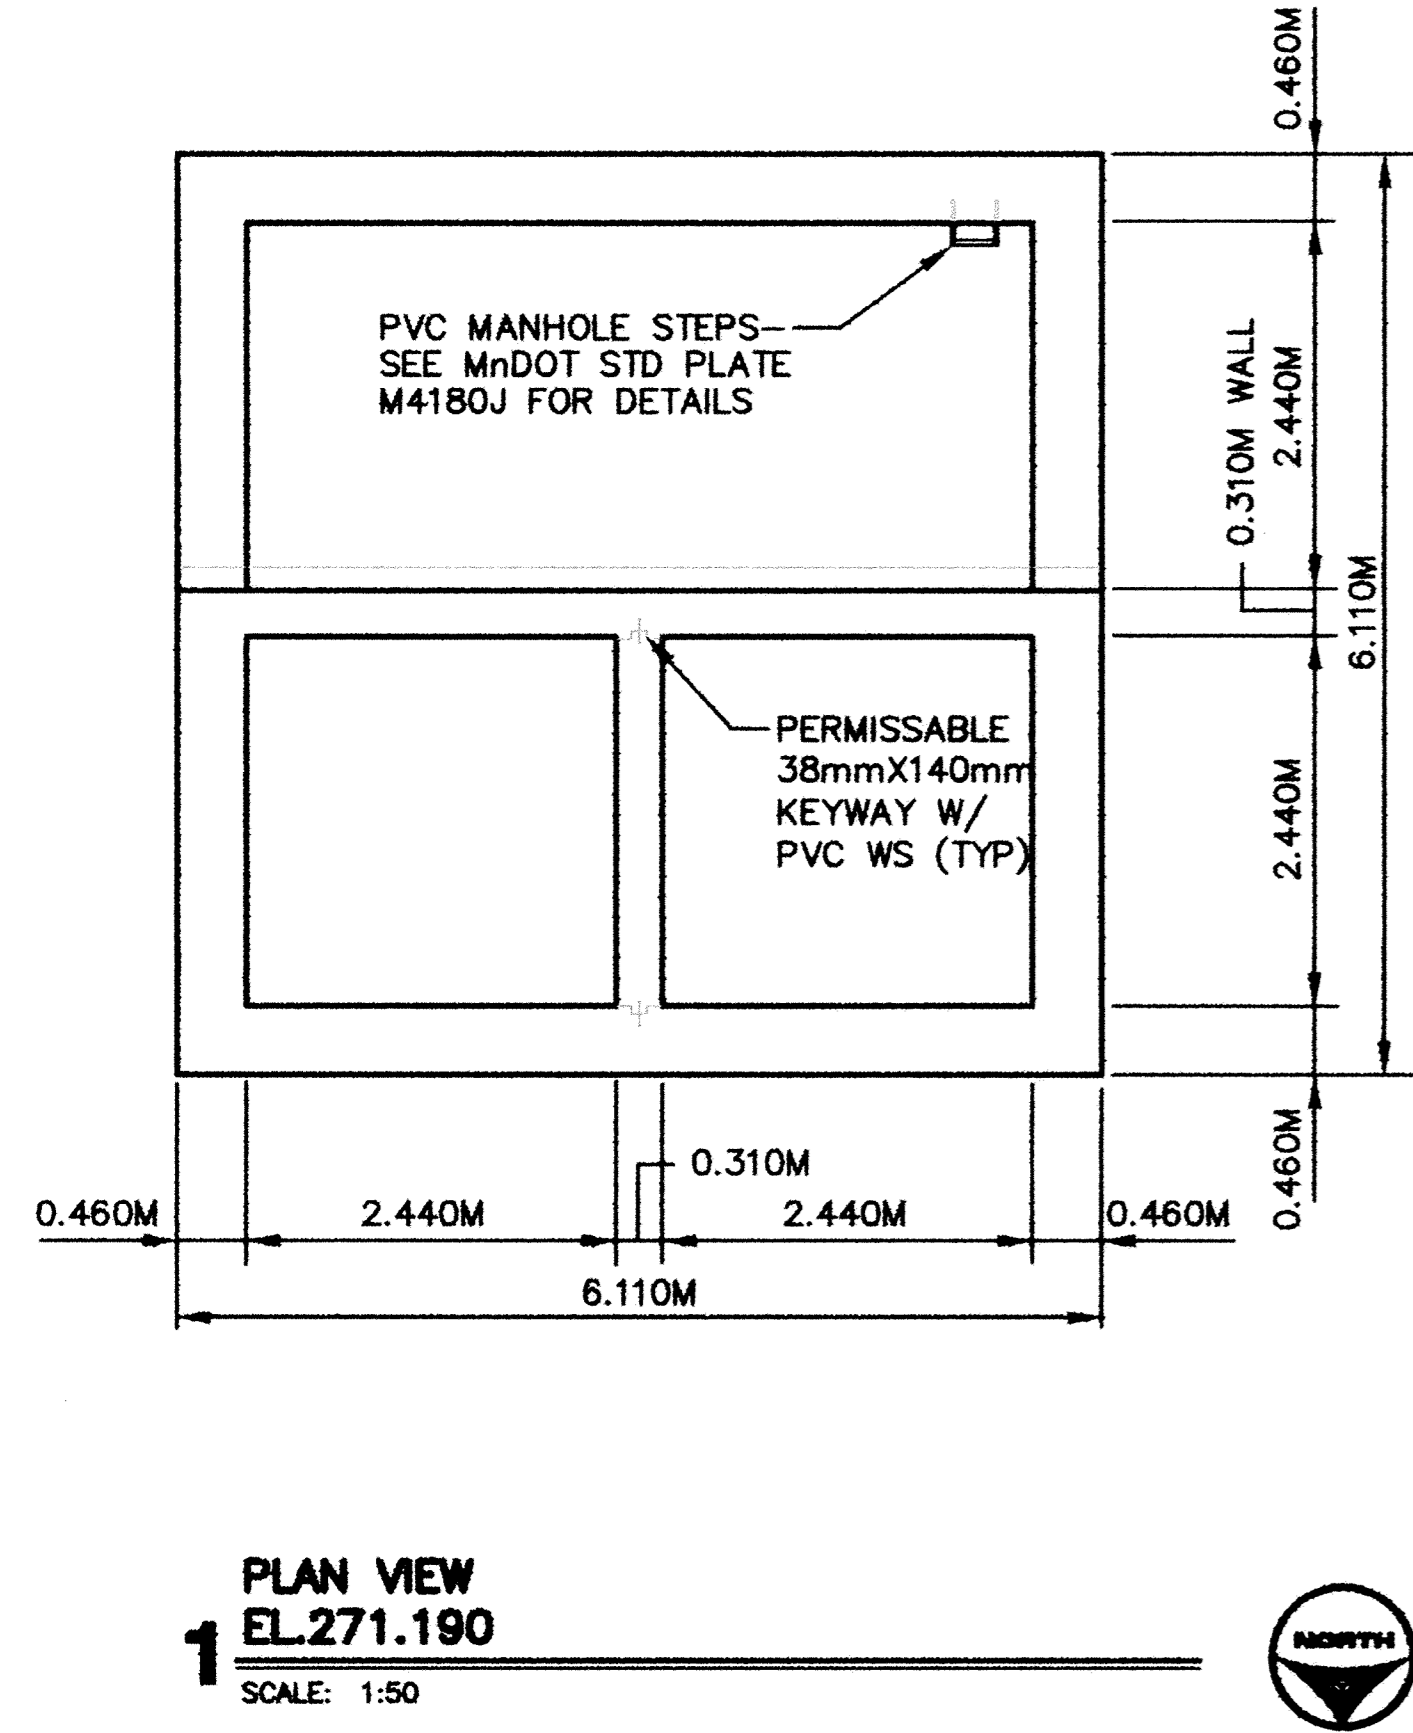 0.460M
PVC MANHOLE STEPS-
SEE MnDOT STD PLATE
M4180J FOR DETAILS
0.310M WALL
2.440M
6.110M
PERMISSABLE
38mmX140mm
KEYWAY W/
PVC WS (TYP)
2.440M
0.460M
0.310M
0.460M
2.440M
2.440M
0.460M
6.110M
PLAN VIEW
EL.271.190
1
SCALE: 1:50
NORTH